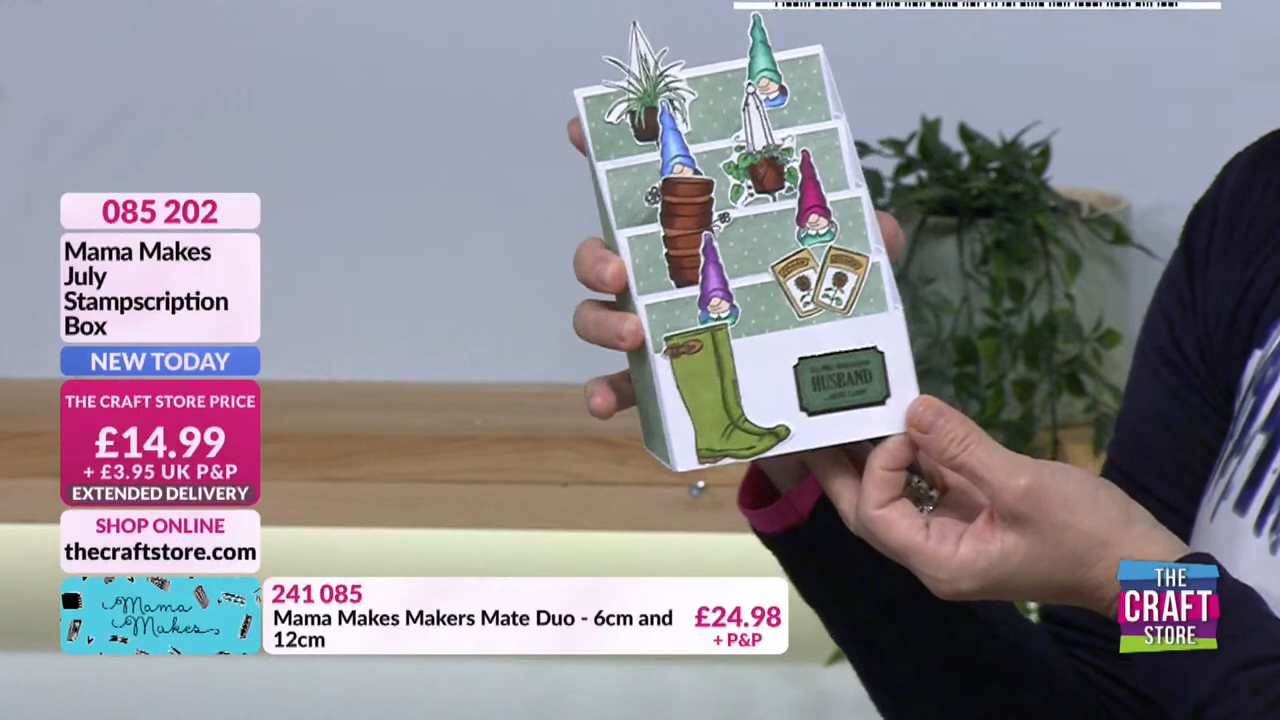 085 202
Mama Makes
July
Stampscription
Box
NEW TODAY
THE CRAFT STORE PRICE
£14.99
+ £3.95 UK P&P
EXTENDED DELIVERY
SHOP ONLINE
thecraftstore.com
Mama
Makes
241 085
Mama Makes Makers Mate Duo - 6cm and
12cm
£24.98
+ P&P
HUSBAND
THE
CRAFT
STORE